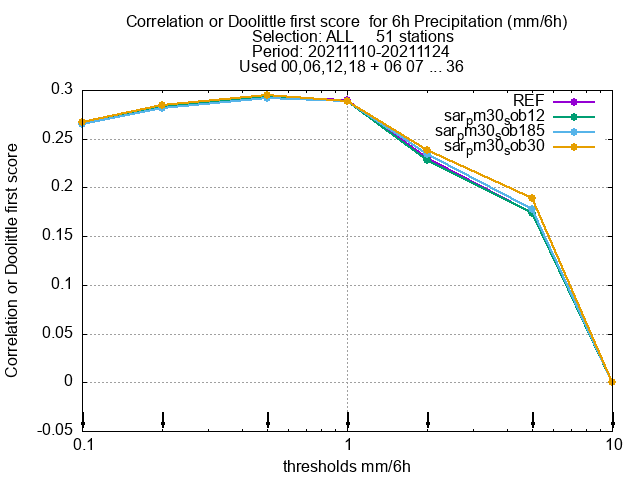 Correlation or Doolittle first score  for 6h Precipitation (mm/6h)
Selection: ALL     51 stations
Period: 20211110-20211124
Used 00,06,12,18 + 06 07 ... 36
REF
sar_pm30_sob12
sar_pm30_sob185
sar_pm30_sob30
Correlation or Doolittle first score
0.3
0.25
0.2
0.15
0.1
0.05
0
-0.05
0.1 1 10
thresholds mm/6h